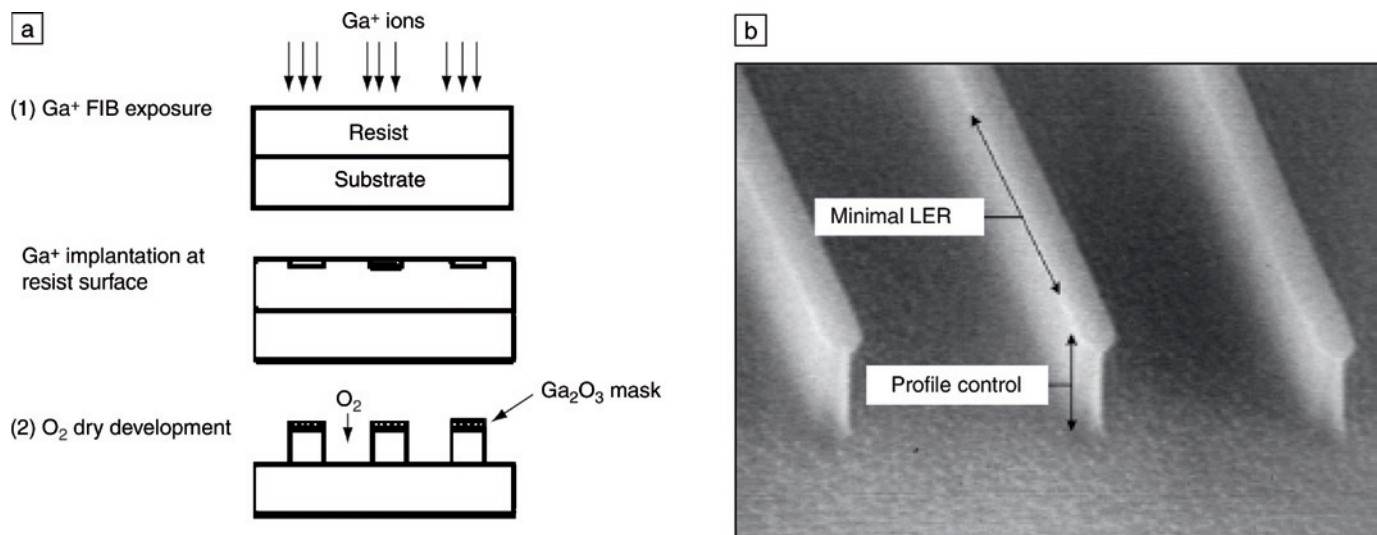 a
Ga⁺ ions
(1) Ga⁺ FIB exposure
Resist
Substrate
Ga⁺ implantation at
resist surface
O₂
Ga₂O₃ mask
(2) O₂ dry development
b
Minimal LER
Profile control